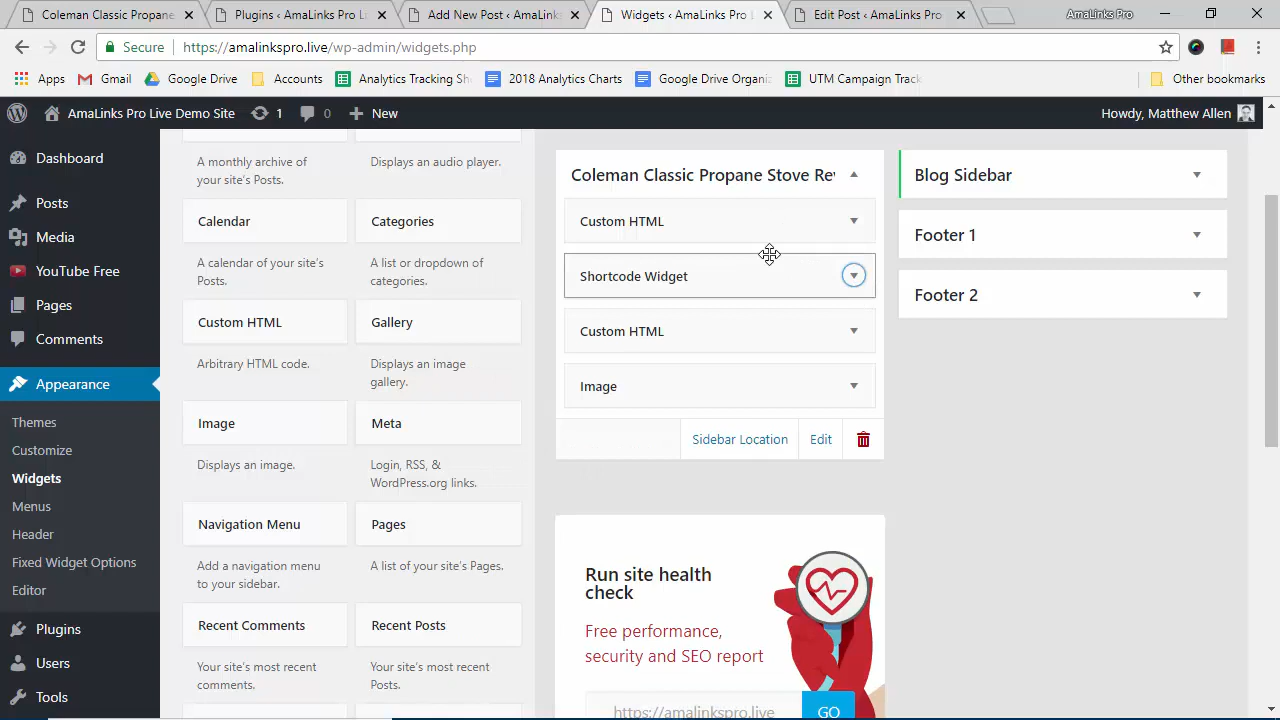 Coleman Classic Propane
Plugins ‹ AmaLinks Pro L
Add New Post ‹ AmaLink
Widgets ‹ AmaLinks Pro L
Edit Post ‹ AmaLinks Pro
AmaLinks Pro
Secure
https://amalinkspro.live/wp-admin/widgets.php
Apps
Gmail
Google Drive
Accounts
Analytics Tracking Sh
2018 Analytics Charts
Google Drive Organiz
UTM Campaign Track
Other bookmarks
AmaLinks Pro Live Demo Site
1
0
New
Howdy, Matthew Allen
Dashboard
Posts
Media
YouTube Free
Pages
Comments
Appearance
Themes
Customize
Widgets
Menus
Header
Fixed Widget Options
Editor
Plugins
Users
Tools
A monthly archive of
your site's Posts.
Displays an audio player.
Calendar
Categories
A calendar of your site's
Posts.
A list or dropdown of
categories.
Custom HTML
Gallery
Arbitrary HTML code.
Displays an image
gallery.
Image
Meta
Displays an image.
Login, RSS, &
WordPress.org links.
Navigation Menu
Pages
Add a navigation menu
to your sidebar.
A list of your site's Pages.
Recent Comments
Recent Posts
Your site's most recent
comments.
Your site's most recent
Posts.
Coleman Classic Propane Stove Rev
Custom HTML
Shortcode Widget
Custom HTML
Image
Sidebar Location
Edit
Run site health
check
Free performance,
security and SEO report
https://amalinkspro.live
GO
Blog Sidebar
Footer 1
Footer 2